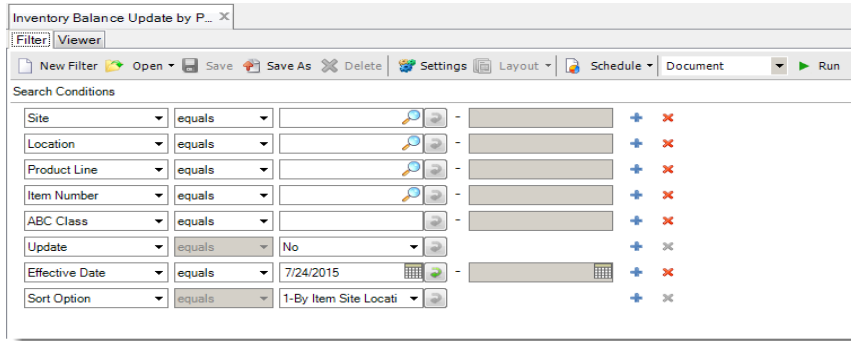 Inventory Balance Update by P...
Filter Viewer
New Filter Open Save Save As Delete Settings Layout Schedule Document Run
Search Conditions
Site equals -
Location equals -
Product Line equals -
Item Number equals -
ABC Class equals -
Update equals No
Effective Date equals 7/24/2015 -
Sort Option equals 1-By Item Site Locati